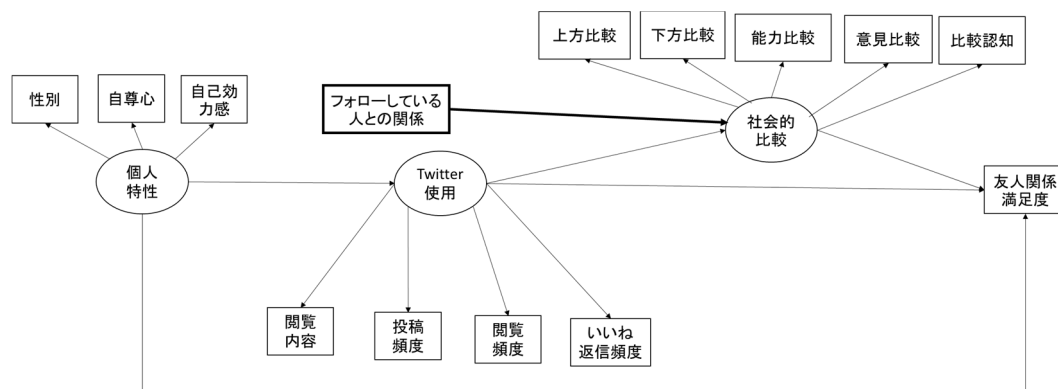 上方比較
下方比較
能力比較
意見比較
比較認知
性別
自尊心
自己効
力感
フォローしている
人との関係
社会的
比較
個人
特性
Twitter
使用
友人関係
満足度
閲覧
内容
投稿
頻度
閲覧
頻度
いいね
返信頻度